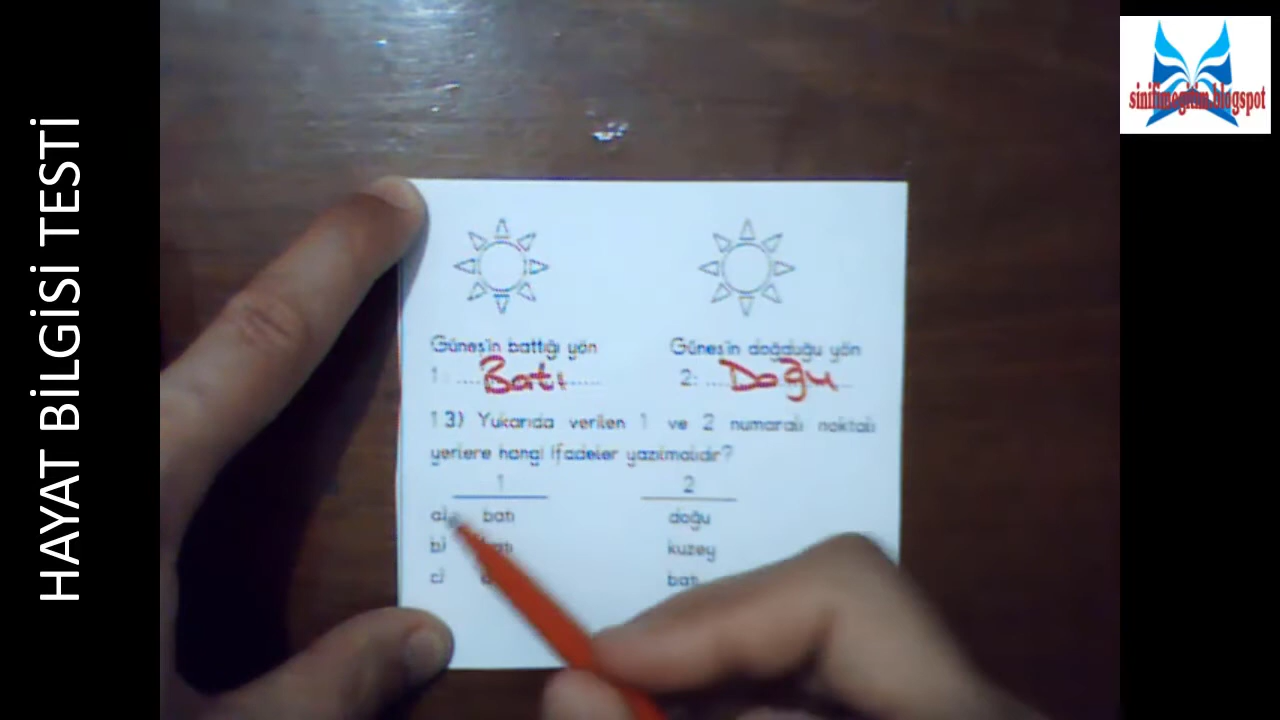 HAYAT BİLGİSİ TESTİ
sinifimegitim.blogspot
Güneş'in battığı yön
Güneş'in doğduğu yön
1: ....Batı....
2: ...Doğu...
13) Yukarıda verilen 1 ve 2 numaralı noktalı
yerlere hangi ifadeler yazılmalıdır?
1 2
a) batı doğu
b) kuzey
c) batı